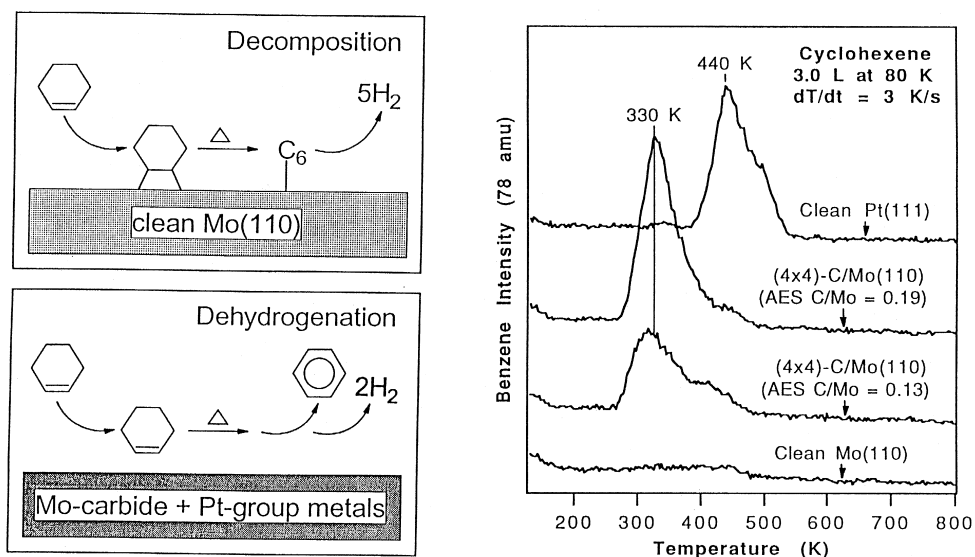 Decomposition
5H₂
△
C₆
clean Mo(110)
Dehydrogenation
2H₂
△
Mo-carbide + Pt-group metals
Benzene Intensity (78 amu)
Cyclohexene
3.0 L at 80 K
dT/dt = 3 K/s
440 K
330 K
Clean Pt(111)
(4x4)-C/Mo(110)
(AES C/Mo = 0.19)
(4x4)-C/Mo(110)
(AES C/Mo = 0.13)
Clean Mo(110)
200 300 400 500 600 700 800
Temperature (K)